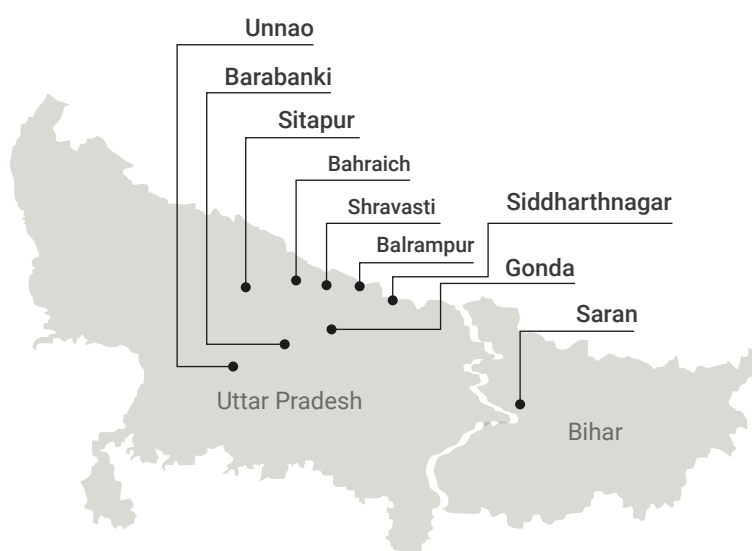 Unnao
Barabanki
Sitapur
Bahraich
Shravasti
Siddharthnagar
Balrampur
Gonda
Saran
Uttar Pradesh
Bihar